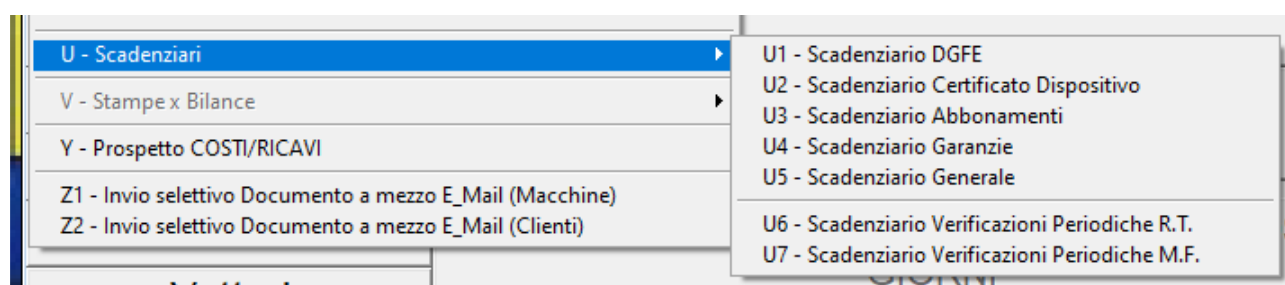 U - Scadenziari
V - Stampe x Bilance
Y - Prospetto COSTI/RICAVI
Z1 - Invio selettivo Documento a mezzo E_Mail (Macchine)
Z2 - Invio selettivo Documento a mezzo E_Mail (Clienti)
U1 - Scadenziario DGFE
U2 - Scadenziario Certificato Dispositivo
U3 - Scadenziario Abbonamenti
U4 - Scadenziario Garanzie
U5 - Scadenziario Generale
U6 - Scadenziario Verificazioni Periodiche R.T.
U7 - Scadenziario Verificazioni Periodiche M.F.